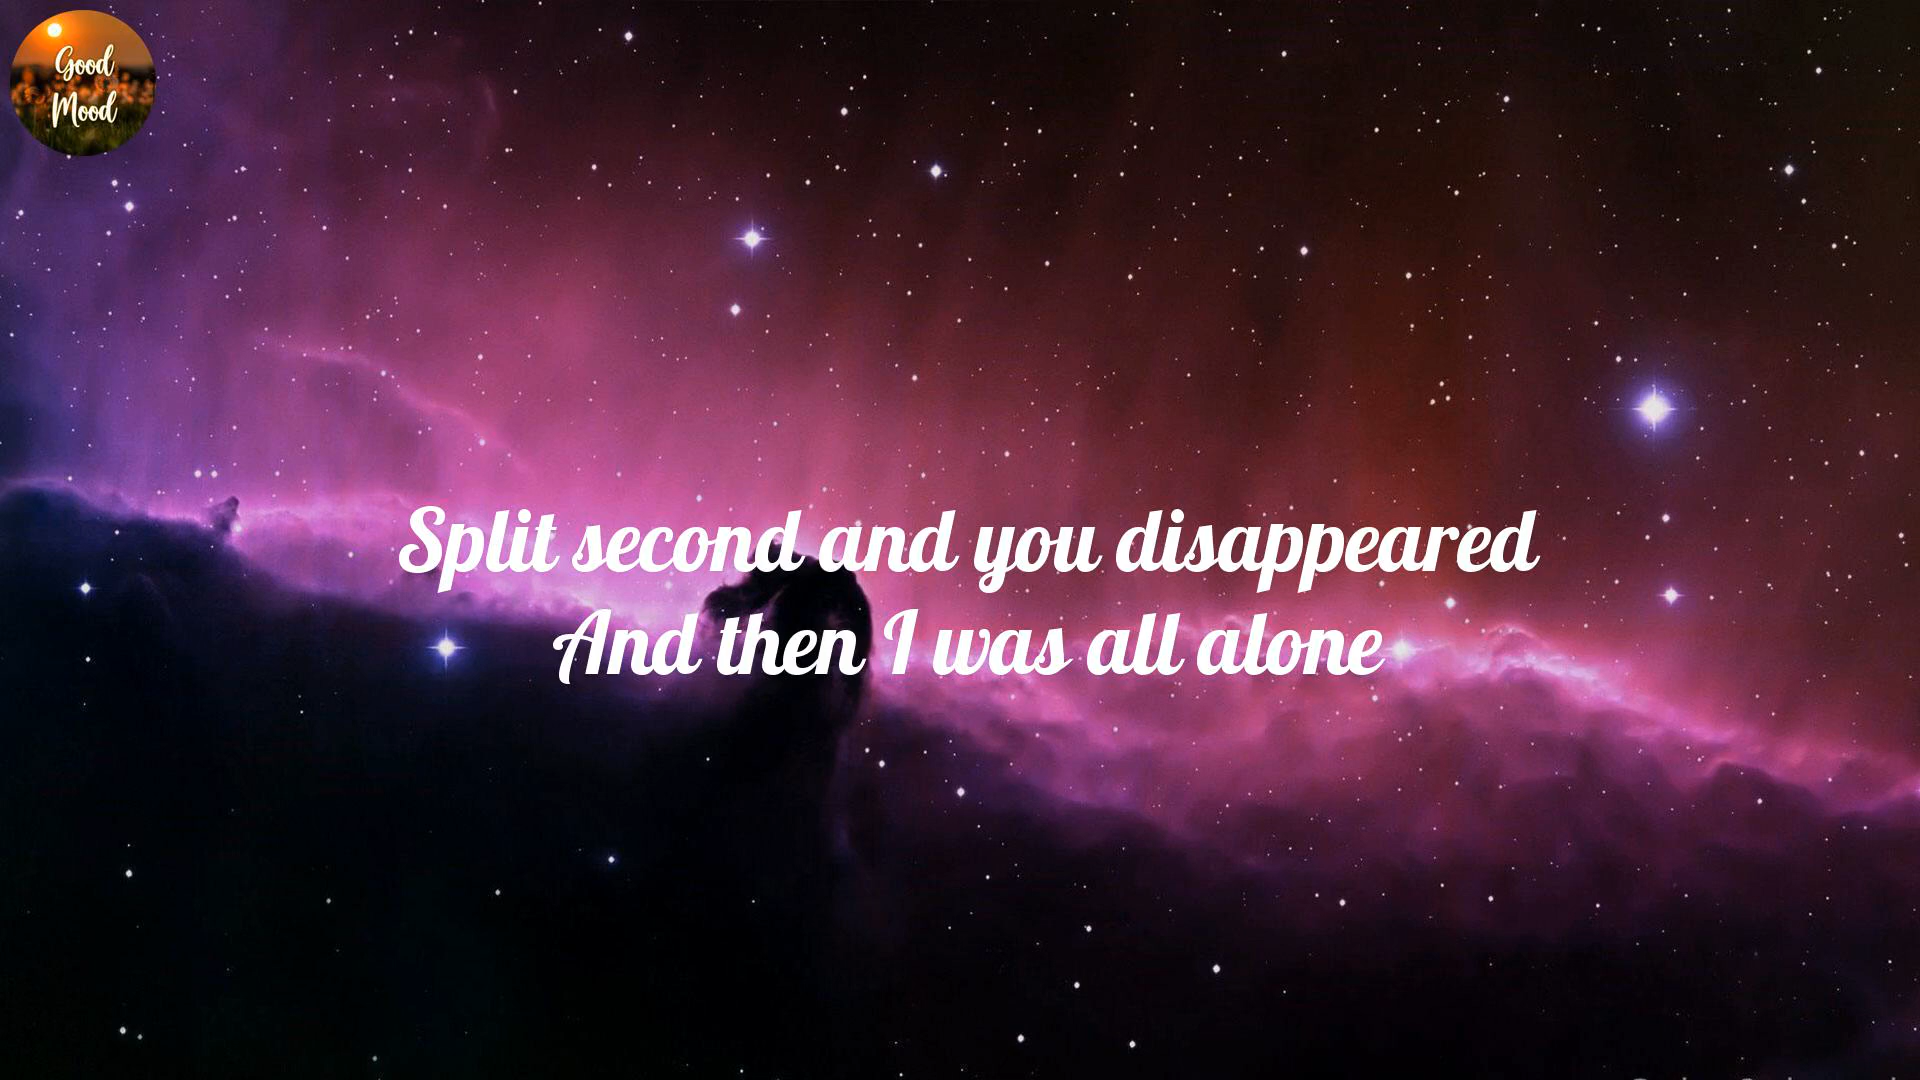 Good
Mood
Split second and you disappeared
And then I was all alone